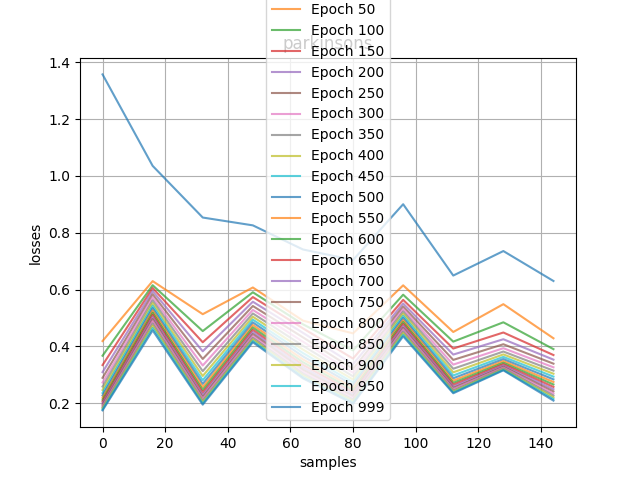 Epoch 50
parkinsons
Epoch 100
Epoch 150
Epoch 200
Epoch 250
Epoch 300
Epoch 350
Epoch 400
Epoch 450
Epoch 500
Epoch 550
Epoch 600
Epoch 650
Epoch 700
Epoch 750
Epoch 800
Epoch 850
Epoch 900
Epoch 950
Epoch 999
1.4
1.2
1.0
0.8
0.6
0.4
0.2
losses
0 20 40 60 80 100 120 140
samples